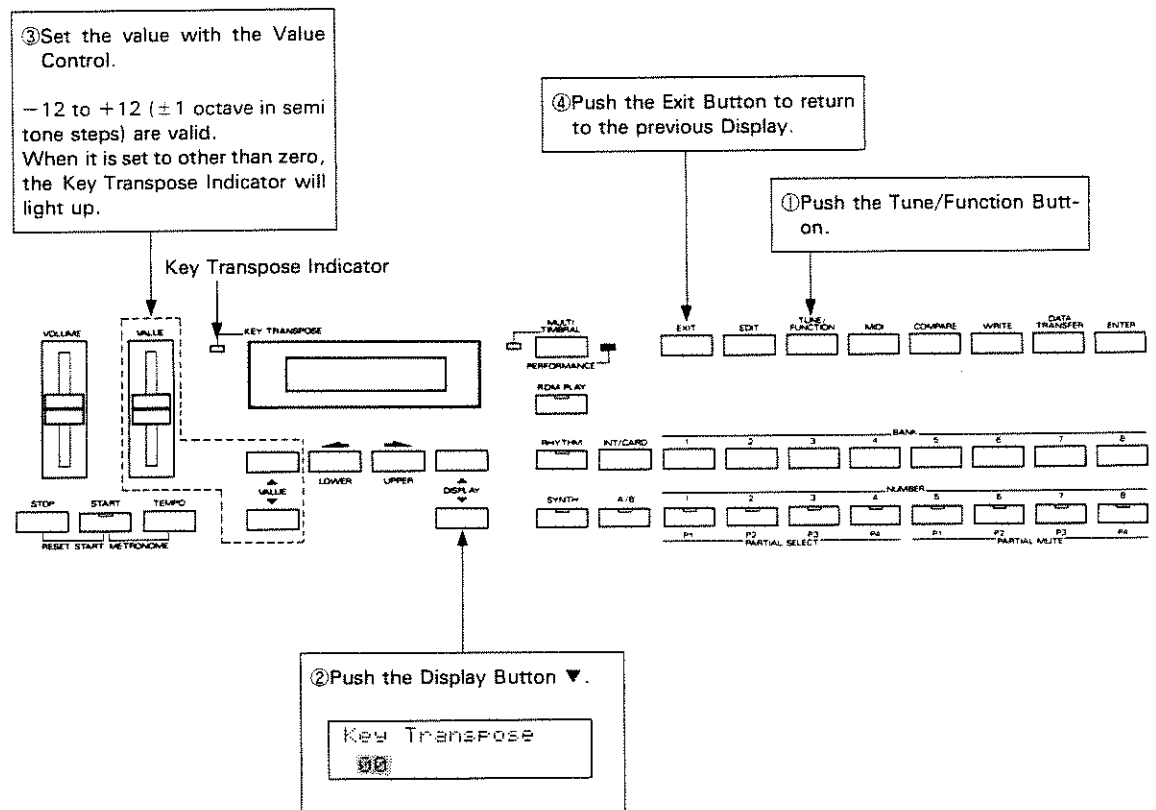 ③Set the value with the Value
Control.
−12 to +12 (±1 octave in semi
tone steps) are valid.
When it is set to other than zero,
the Key Transpose Indicator will
light up.
④Push the Exit Button to return
to the previous Display.
①Push the Tune/Function Butt-
on.
Key Transpose Indicator
VOLUME
VALUE
KEY TRANSPOSE
MULTI
TIMBRAL
PERFORMANCE
EXIT
EDIT
TUNE/
FUNCTION
MIDI
COMPARE
WRITE
DATA
TRANSFER
ENTER
ROM PLAY
RHYTHM
INT/CARD
BANK
1 2 3 4 5 6 7 8
LOWER
UPPER
VALUE
DISPLAY
STOP
START
TEMPO
RESET START
METRONOME
SYNTH
A/B
NUMBER
1 2 3 4 5 6 7 8
P1 P2 P3 P4 P1 P2 P3 P4
PARTIAL SELECT
PARTIAL MUTE
②Push the Display Button ▼.
Key Transpose
00